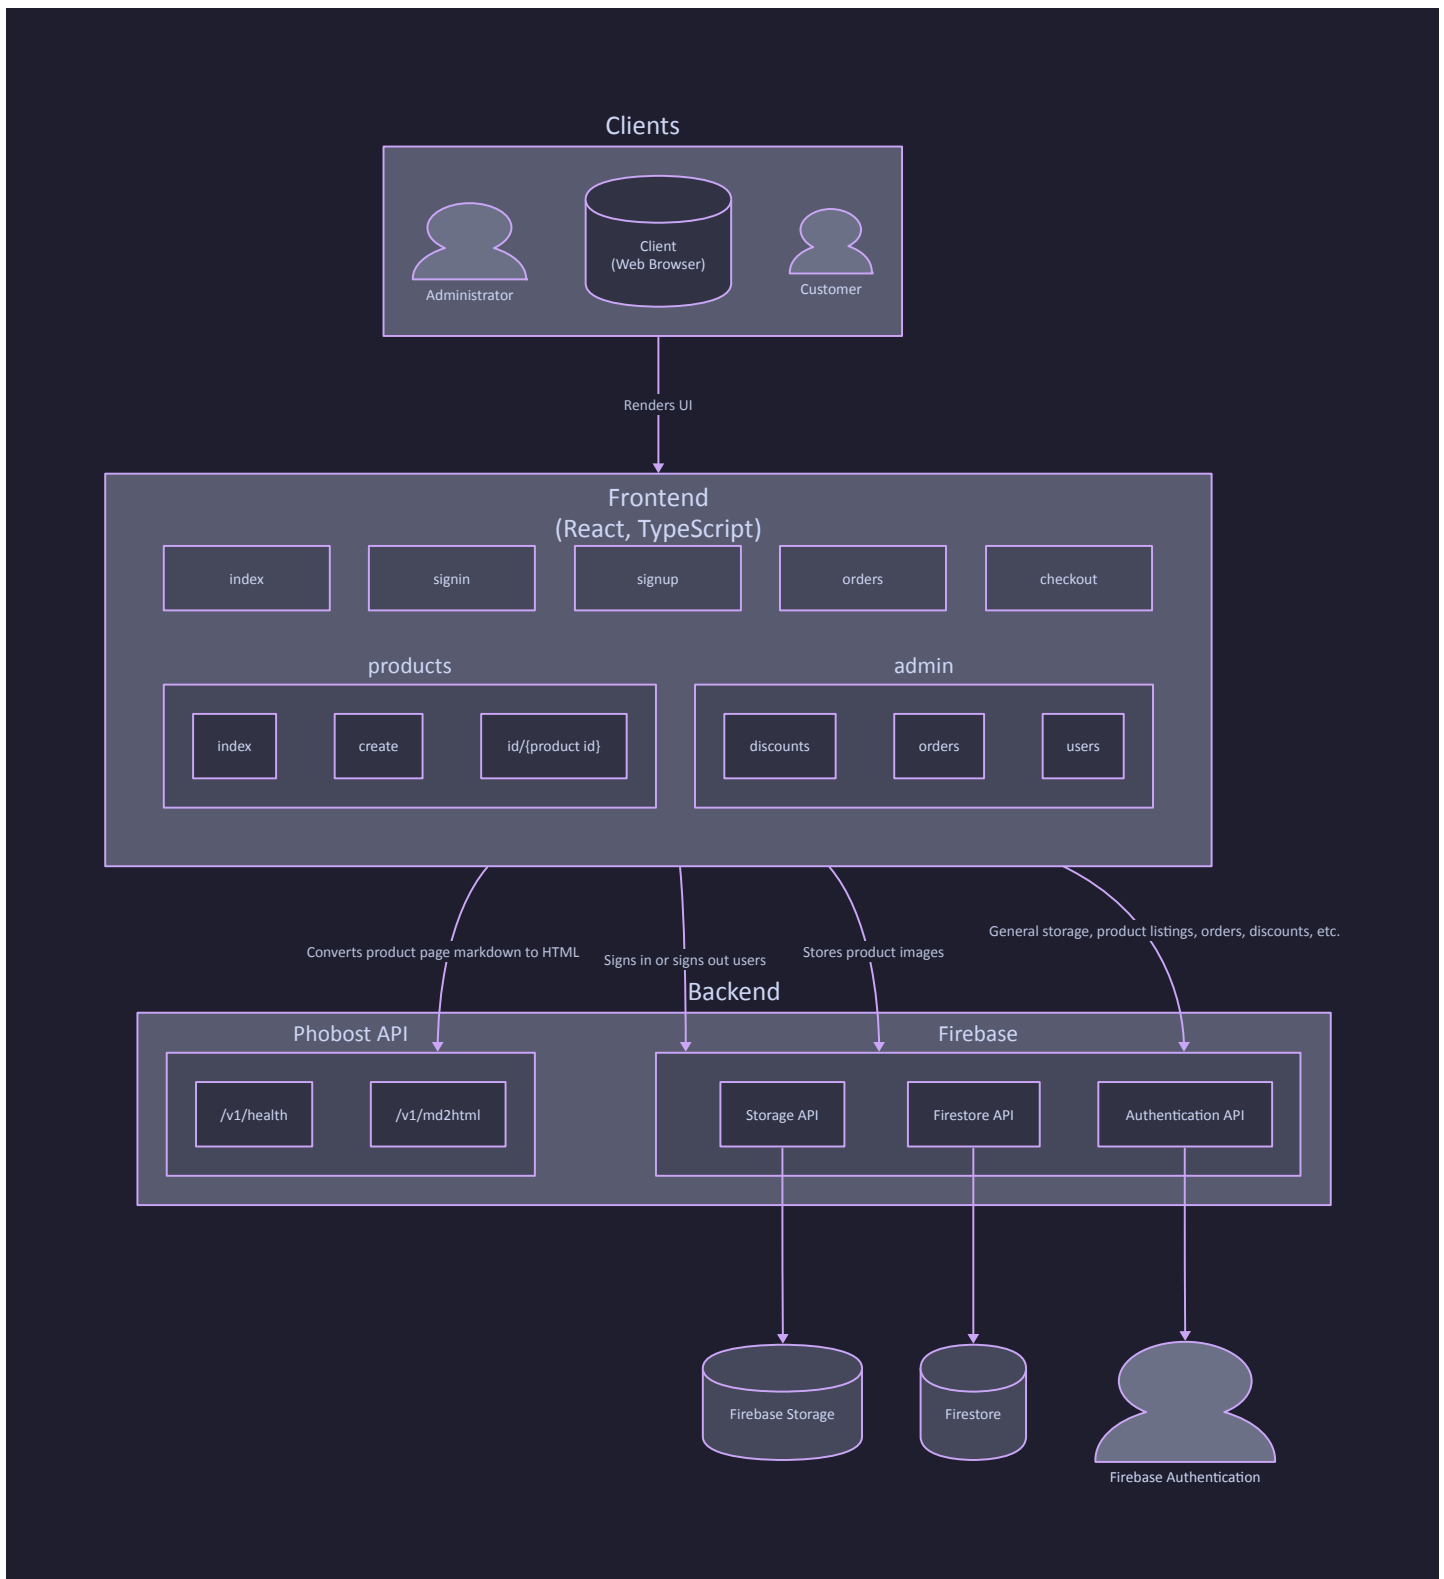 Clients
Client
(Web Browser)
Administrator
Customer
Renders UI
Frontend
(React, TypeScript)
index
signin
signup
orders
checkout
products
admin
index
create
id/{product id}
discounts
orders
users
Converts product page markdown to HTML
Signs in or signs out users
Stores product images
General storage, product listings, orders, discounts, etc.
Backend
Phobost API
Firebase
/v1/health
/v1/md2html
Storage API
Firestore API
Authentication API
Firebase Storage
Firestore
Firebase Authentication